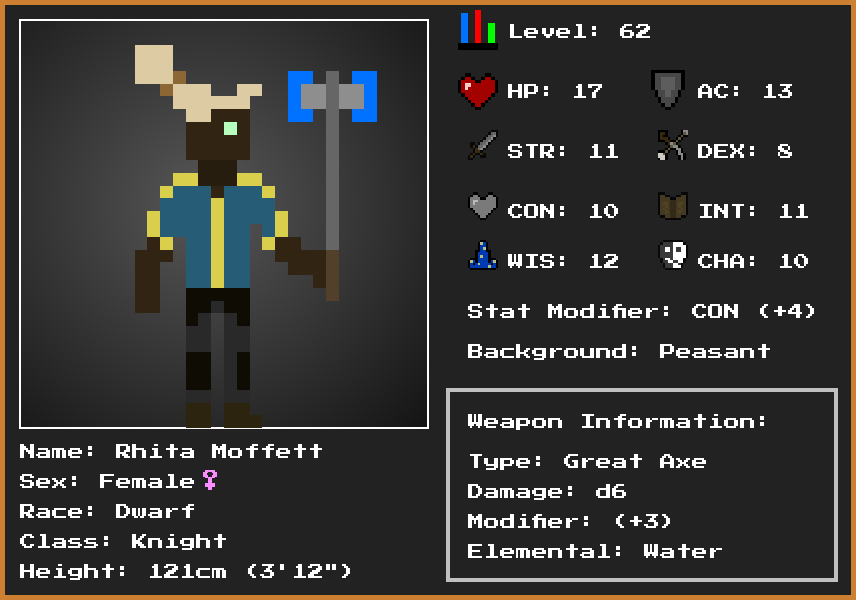 Level: 62
HP: 17
AC: 13
STR: 11
DEX: 8
CON: 10
INT: 11
WIS: 12
CHA: 10
Stat Modifier: CON (+4)
Background: Peasant
Weapon Information:
Type: Great Axe
Damage: d6
Modifier: (+3)
Elemental: Water
Name: Rhita Moffett
Sex: Female♀
Race: Dwarf
Class: Knight
Height: 121cm (3'12")